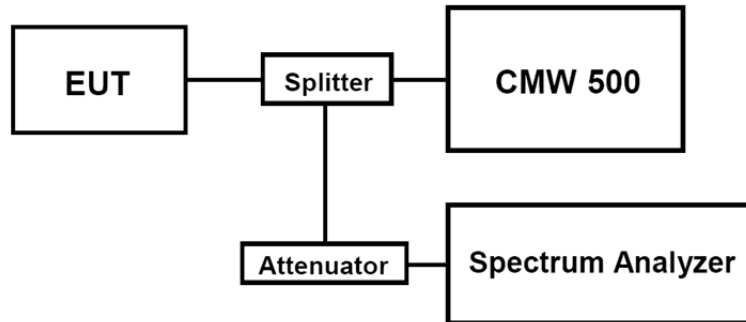 EUT
Splitter
CMW 500
Attenuator
Spectrum Analyzer